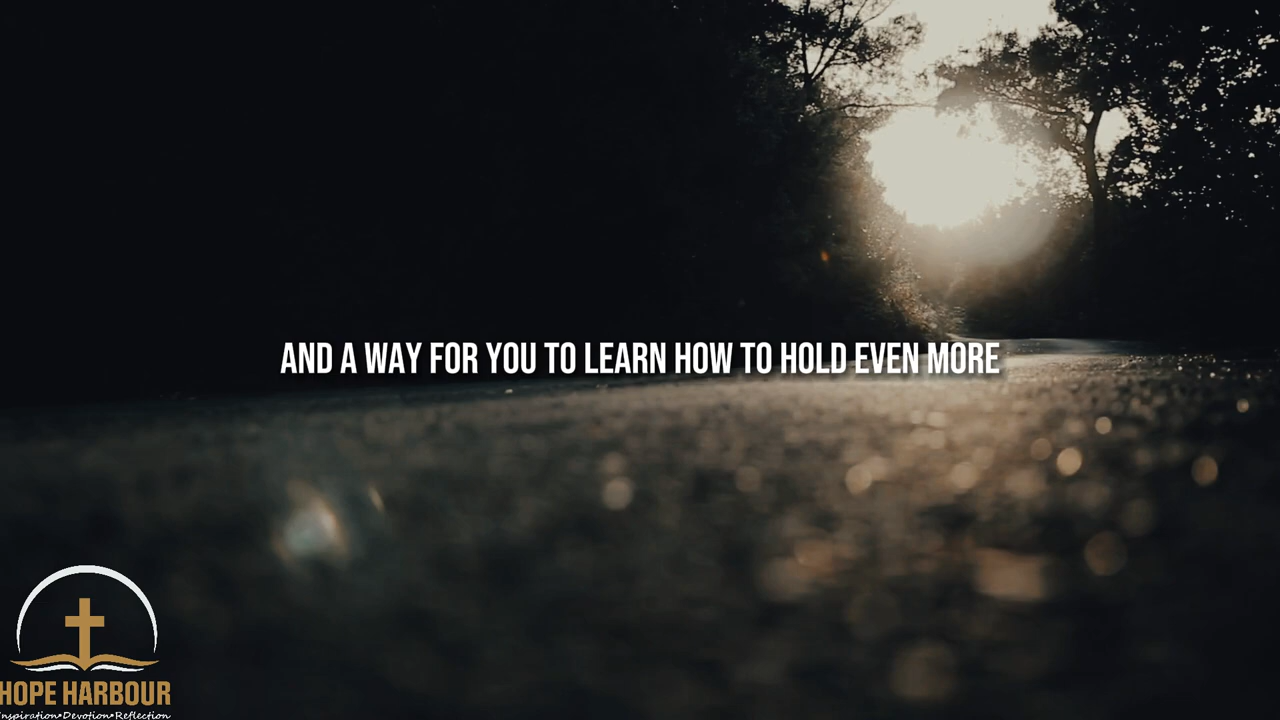 AND A WAY FOR YOU TO LEARN HOW TO HOLD EVEN MORE
HOPE HARBOUR
Inspiration•Devotion•Reflection